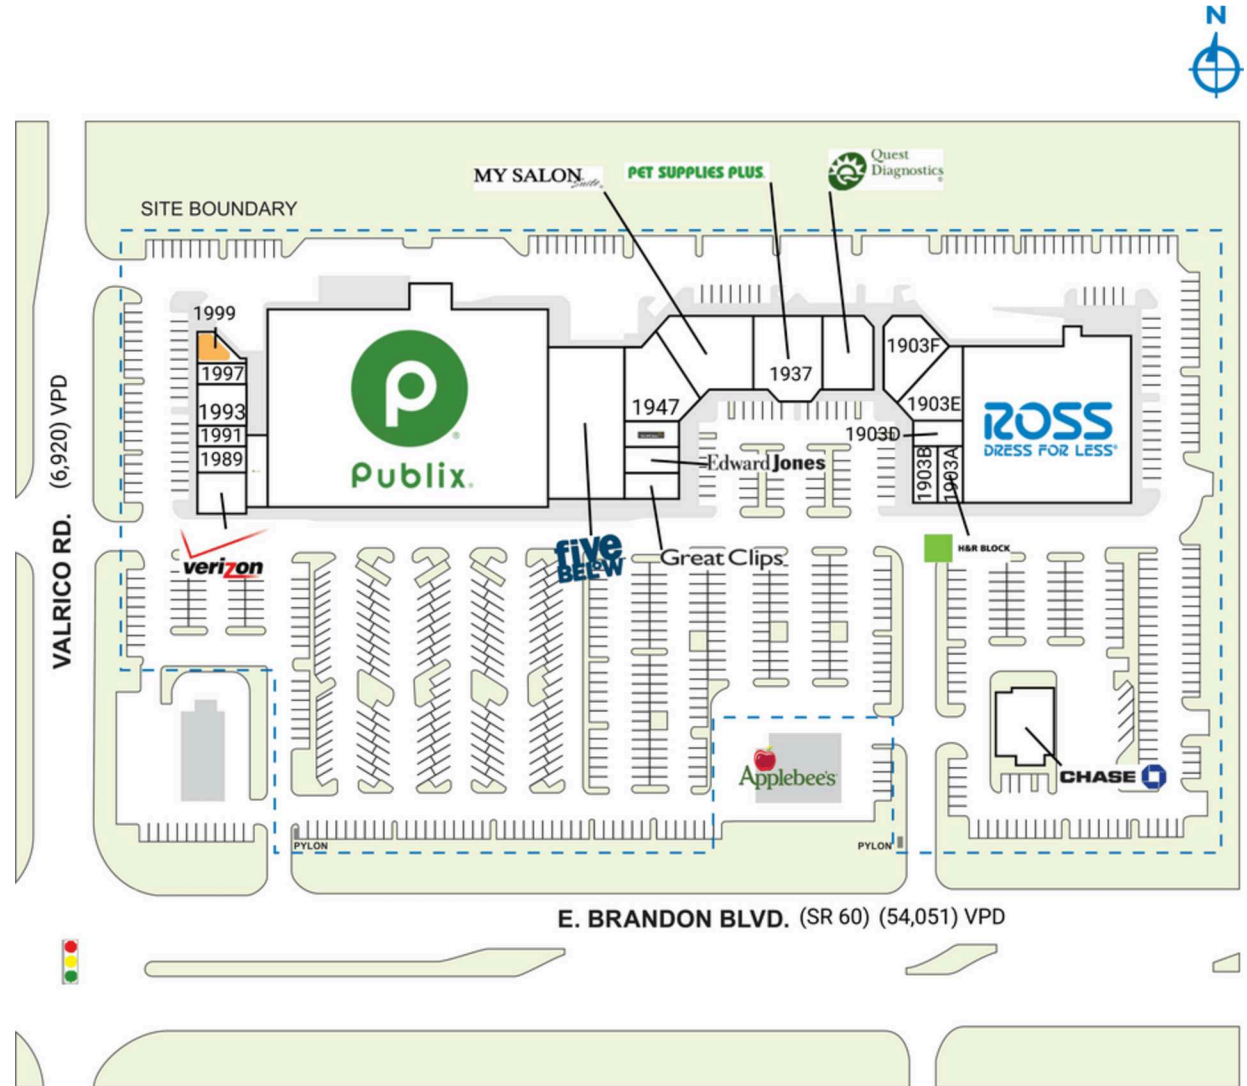 N
MY SALON
Suite
PET SUPPLIES PLUS
Quest
Diagnostics
SITE BOUNDARY
1999
1997
1993
1991
1989
Publix
1947
1937
1903F
1903E
1903D
1903B
1903A
ROSS
DRESS FOR LESS
Edward Jones
verizon
five
BELOW
Great Clips
H&R BLOCK
VALRICO RD. (6,920) VPD
Applebee's
CHASE
PYLON
PYLON
E. BRANDON BLVD. (SR 60) (54,051) VPD